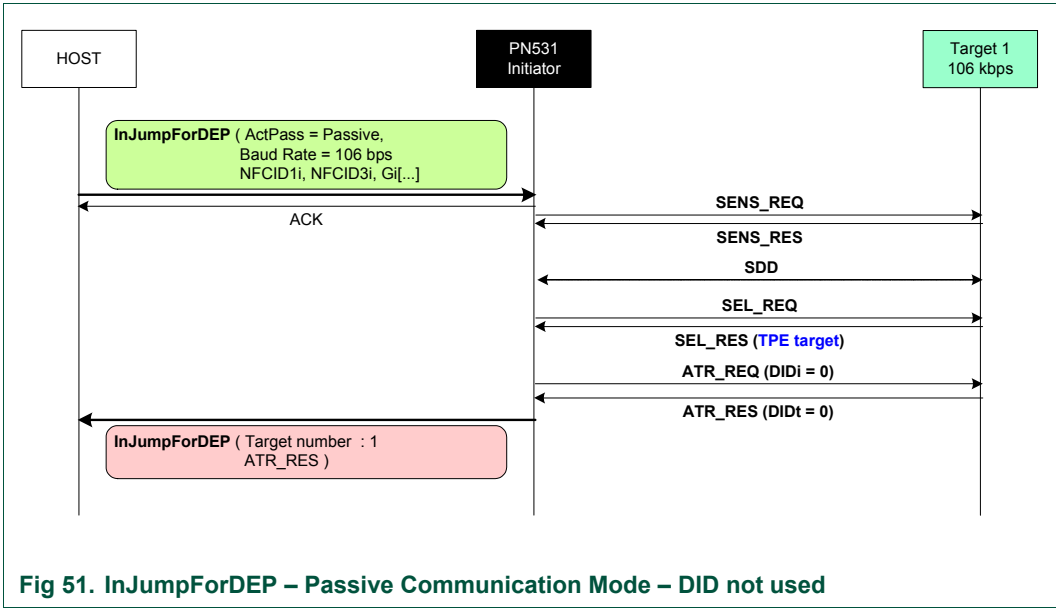 HOST
PN531
Initiator
Target 1
106 kbps
InJumpForDEP ( ActPass = Passive,
Baud Rate = 106 bps
NFCID1i, NFCID3i, Gi[...]
ACK
SENS_REQ
SENS_RES
SDD
SEL_REQ
SEL_RES (TPE target)
ATR_REQ (DIDi = 0)
ATR_RES (DIDt = 0)
InJumpForDEP ( Target number : 1
ATR_RES )
Fig 51. InJumpForDEP – Passive Communication Mode – DID not used